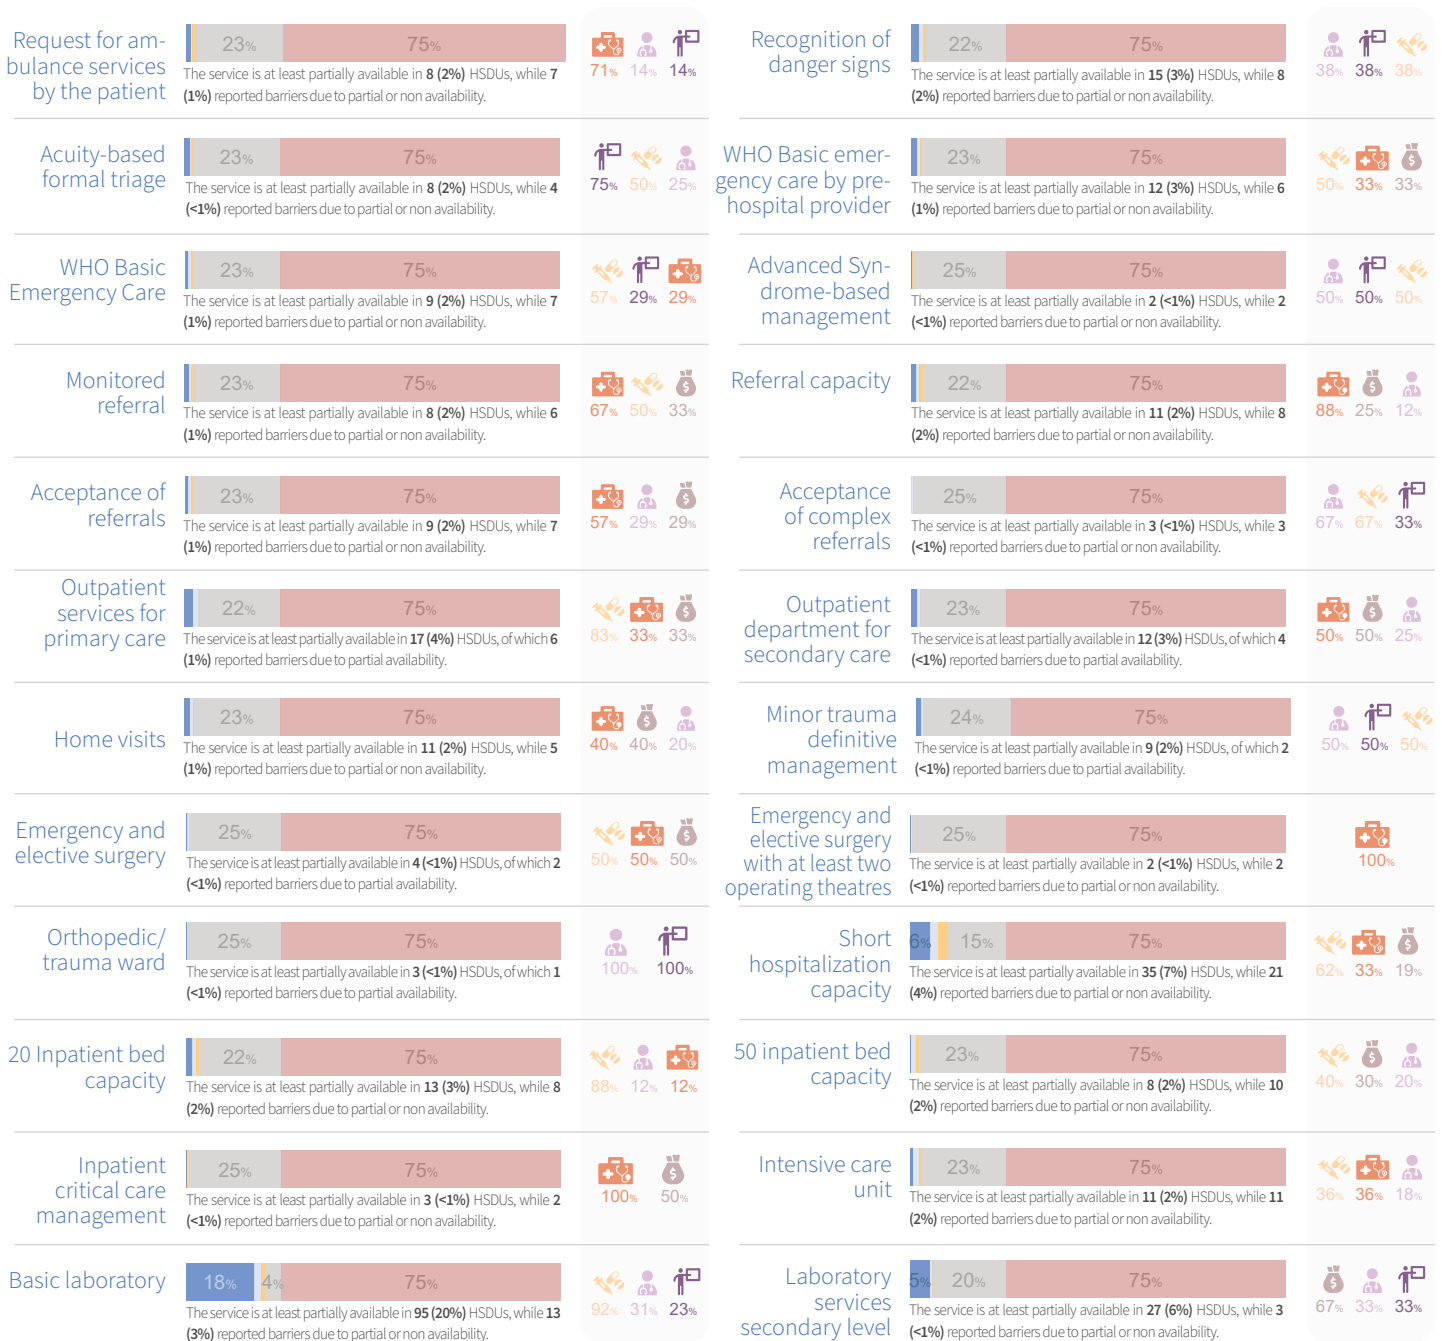 Request for am-
bulance services
by the patient
23%
75%
The service is at least partially available in 8 (2%) HSDUs, while 7
(1%) reported barriers due to partial or non availability.
71% 14% 14%
Recognition of
danger signs
22%
75%
The service is at least partially available in 15 (3%) HSDUs, while 8
(2%) reported barriers due to partial or non availability.
38% 38% 38%
Acuity-based
formal triage
23%
75%
The service is at least partially available in 8 (2%) HSDUs, while 4
(<1%) reported barriers due to partial or non availability.
75% 50% 25%
WHO Basic emer-
gency care by pre-
hospital provider
23%
75%
The service is at least partially available in 12 (3%) HSDUs, while 6
(1%) reported barriers due to partial or non availability.
50% 33% 33%
WHO Basic
Emergency Care
23%
75%
The service is at least partially available in 9 (2%) HSDUs, while 7
(1%) reported barriers due to partial or non availability.
57% 29% 29%
Advanced Syn-
drome-based
management
25%
75%
The service is at least partially available in 2 (<1%) HSDUs, while 2
(<1%) reported barriers due to partial or non availability.
50% 50% 50%
Monitored
referral
23%
75%
The service is at least partially available in 8 (2%) HSDUs, while 6
(1%) reported barriers due to partial or non availability.
67% 50% 33%
Referral capacity
22%
75%
The service is at least partially available in 11 (2%) HSDUs, while 8
(2%) reported barriers due to partial or non availability.
88% 25% 12%
Acceptance of
referrals
23%
75%
The service is at least partially available in 9 (2%) HSDUs, while 7
(1%) reported barriers due to partial or non availability.
57% 29% 29%
Acceptance
of complex
referrals
25%
75%
The service is at least partially available in 3 (<1%) HSDUs, while 3
(<1%) reported barriers due to partial or non availability.
67% 67% 33%
Outpatient
services for
primary care
22%
75%
The service is at least partially available in 17 (4%) HSDUs, of which 6
(1%) reported barriers due to partial availability.
83% 33% 33%
Outpatient
department for
secondary care
23%
75%
The service is at least partially available in 12 (3%) HSDUs, of which 4
(<1%) reported barriers due to partial availability.
50% 50% 25%
Home visits
23%
75%
The service is at least partially available in 11 (2%) HSDUs, while 5
(1%) reported barriers due to partial or non availability.
40% 40% 20%
Minor trauma
definitive
management
24%
75%
The service is at least partially available in 9 (2%) HSDUs, of which 2
(<1%) reported barriers due to partial availability.
50% 50% 50%
Emergency and
elective surgery
25%
75%
The service is at least partially available in 4 (<1%) HSDUs, of which 2
(<1%) reported barriers due to partial availability.
50% 50% 50%
Emergency and
elective surgery
with at least two
operating theatres
25%
75%
The service is at least partially available in 2 (<1%) HSDUs, while 2
(<1%) reported barriers due to partial or non availability.
100%
Orthopedic/
trauma ward
25%
75%
The service is at least partially available in 3 (<1%) HSDUs, of which 1
(<1%) reported barriers due to partial availability.
100% 100%
Short
hospitalization
capacity
6%
15%
75%
The service is at least partially available in 35 (7%) HSDUs, while 21
(4%) reported barriers due to partial or non availability.
62% 33% 19%
20 Inpatient bed
capacity
22%
75%
The service is at least partially available in 13 (3%) HSDUs, while 8
(2%) reported barriers due to partial or non availability.
88% 12% 12%
50 inpatient bed
capacity
23%
75%
The service is at least partially available in 8 (2%) HSDUs, while 10
(2%) reported barriers due to partial or non availability.
40% 30% 20%
Inpatient
critical care
management
25%
75%
The service is at least partially available in 3 (<1%) HSDUs, while 2
(<1%) reported barriers due to partial or non availability.
100% 50%
Intensive care
unit
23%
75%
The service is at least partially available in 11 (2%) HSDUs, while 11
(2%) reported barriers due to partial or non availability.
36% 36% 18%
Basic laboratory
18%
4%
75%
The service is at least partially available in 95 (20%) HSDUs, while 13
(3%) reported barriers due to partial or non availability.
92% 31% 23%
Laboratory
services
secondary level
5%
20%
75%
The service is at least partially available in 27 (6%) HSDUs, while 3
(<1%) reported barriers due to partial or non availability.
67% 33% 33%